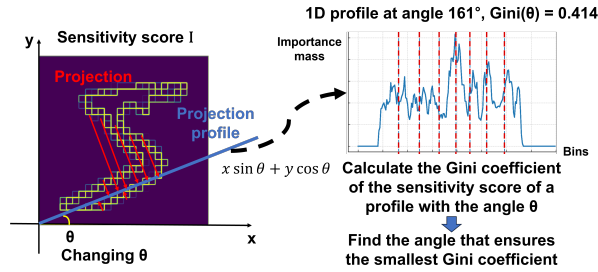 1D profile at angle 161°, Gini(θ) = 0.414
y
Sensitivity score I
Projection
Projection
profile
x sin θ + y cos θ
θ
x
Changing θ
Importance
mass
Bins
Calculate the Gini coefficient
of the sensitivity score of a
profile with the angle θ
Find the angle that ensures
the smallest Gini coefficient